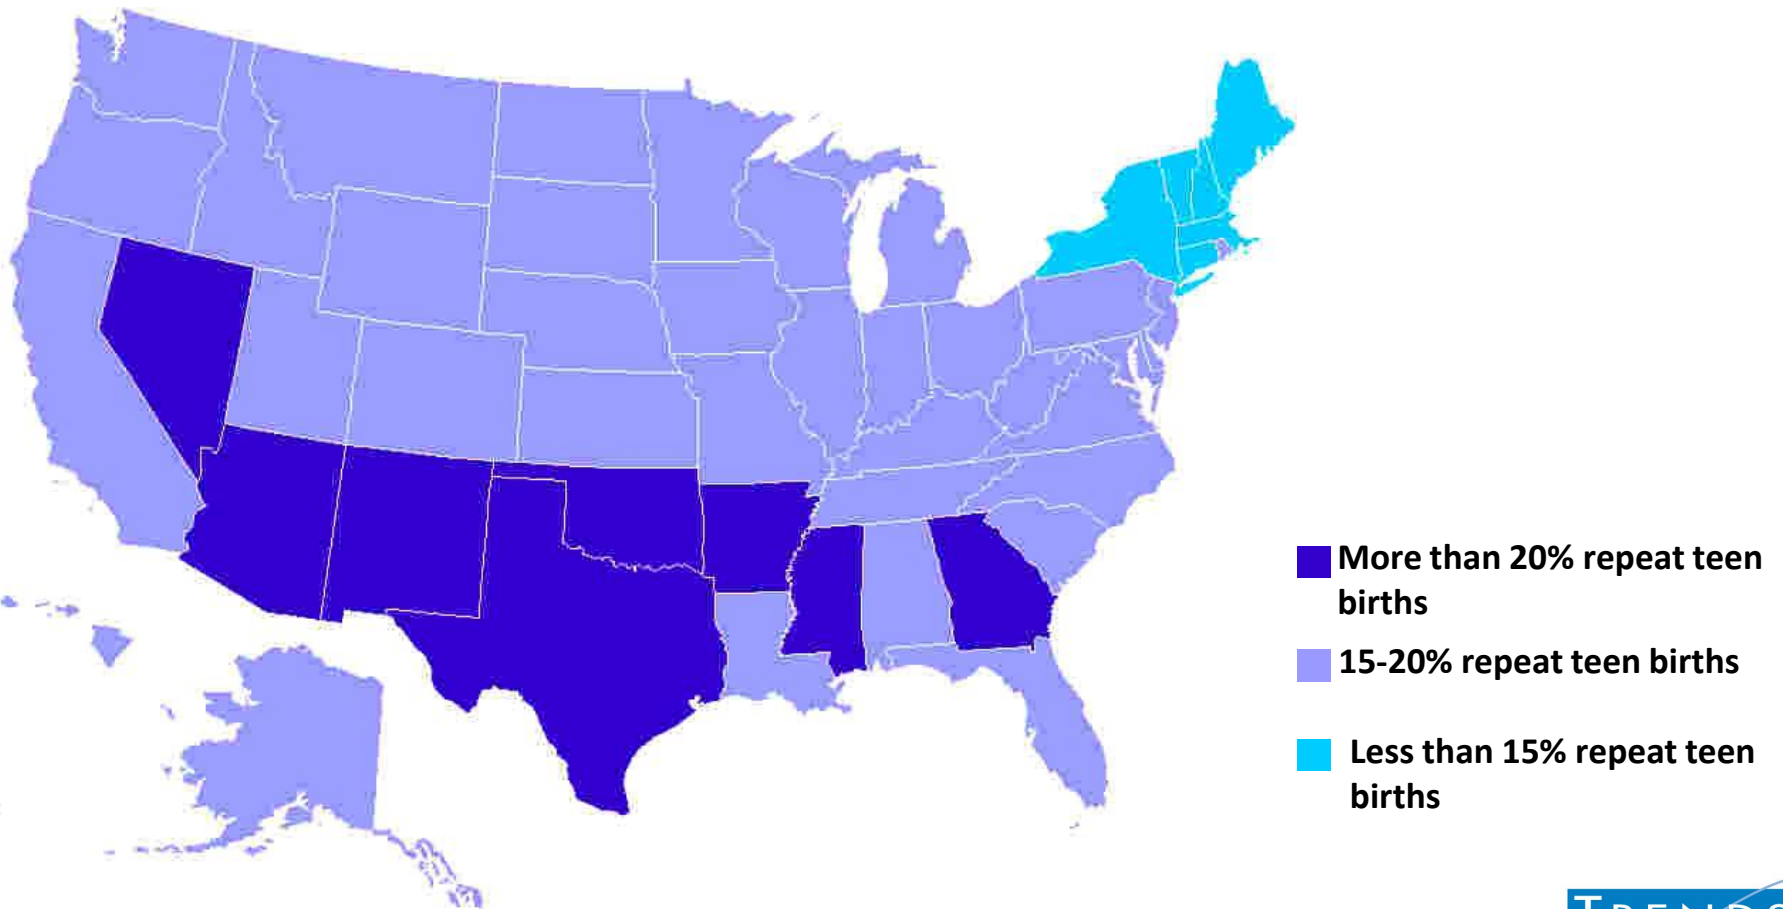 More than 20% repeat teen
births
15-20% repeat teen births
Less than 15% repeat teen
births